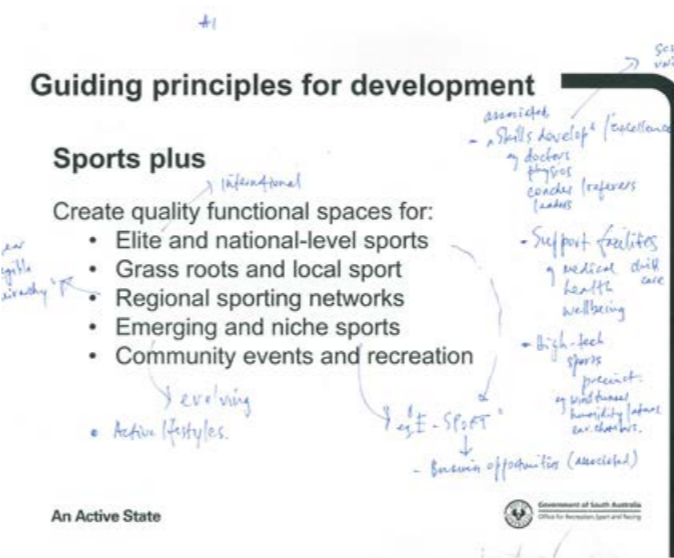 #1
Guiding principles for development
Sports plus
international
Create quality functional spaces for:
• Elite and national-level sports
• Grass roots and local sport
• Regional sporting networks
• Emerging and niche sports
• Community events and recreation
evolving
• Active lifestyles.
associated
- Skills develop^t / excellence
eg doctors
physios
coaches / referees
leaders
- Support facilities
eg medical child care
health
wellbeing
- High-tech
sports
precinct.
eg wind tunnel
humidity
eg 'E-SPORT'
- Business opportunities (associated)
An Active State
Government of South Australia
Office for Recreation, Sport and Racing